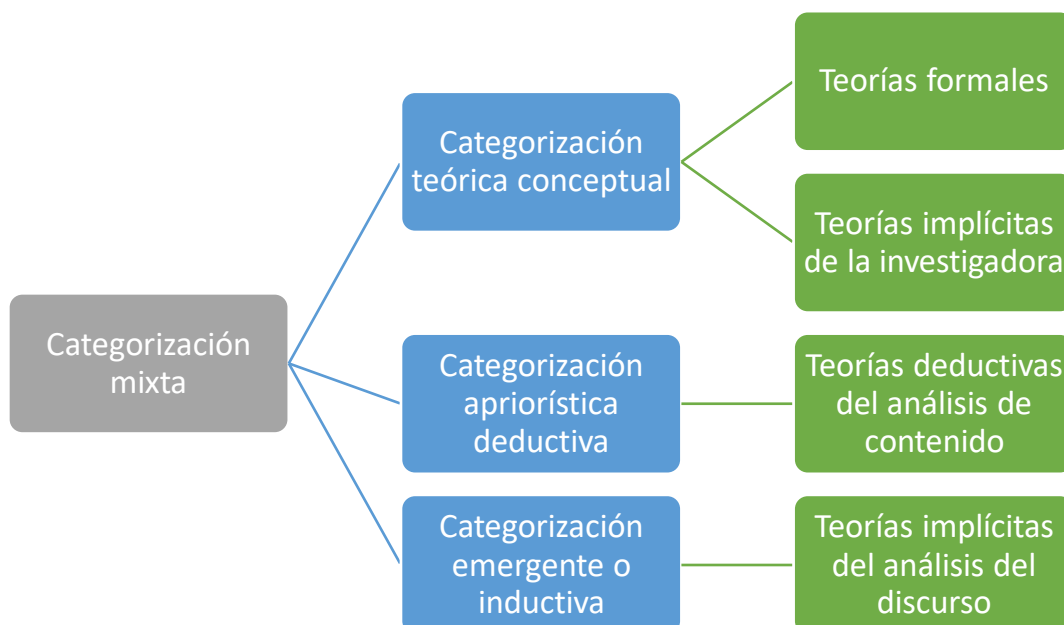 Categorización
mixta
Categorización
teórica conceptual
Teorías formales
Teorías implícitas
de la investigadora
Categorización
apriorística
deductiva
Teorías deductivas
del análisis de
contenido
Categorización
emergente o
inductiva
Teorías implícitas
del análisis del
discurso